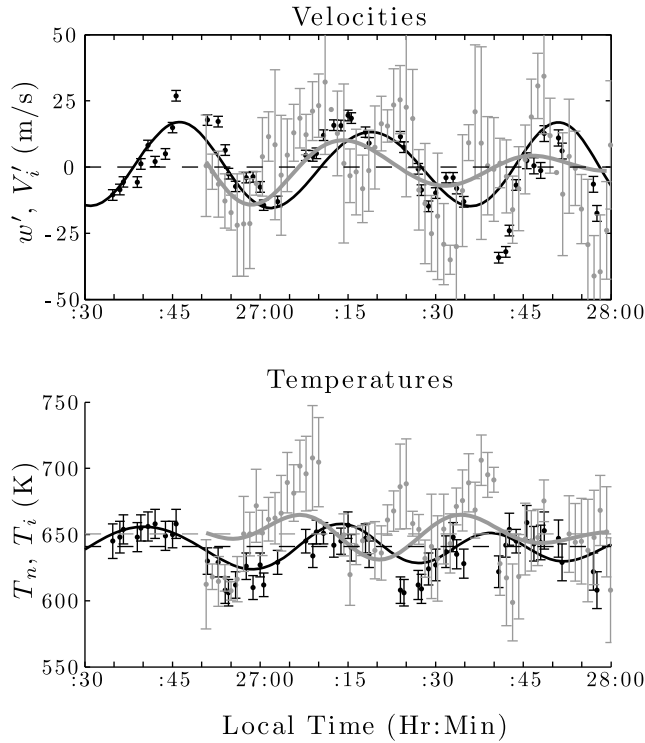 Velocities
w′, V′i (m/s)
50
25
0
-25
-50
:30 :45 27:00 :15 :30 :45 28:00
Temperatures
Tn, Ti (K)
750
700
650
600
550
:30 :45 27:00 :15 :30 :45 28:00
Local Time (Hr:Min)